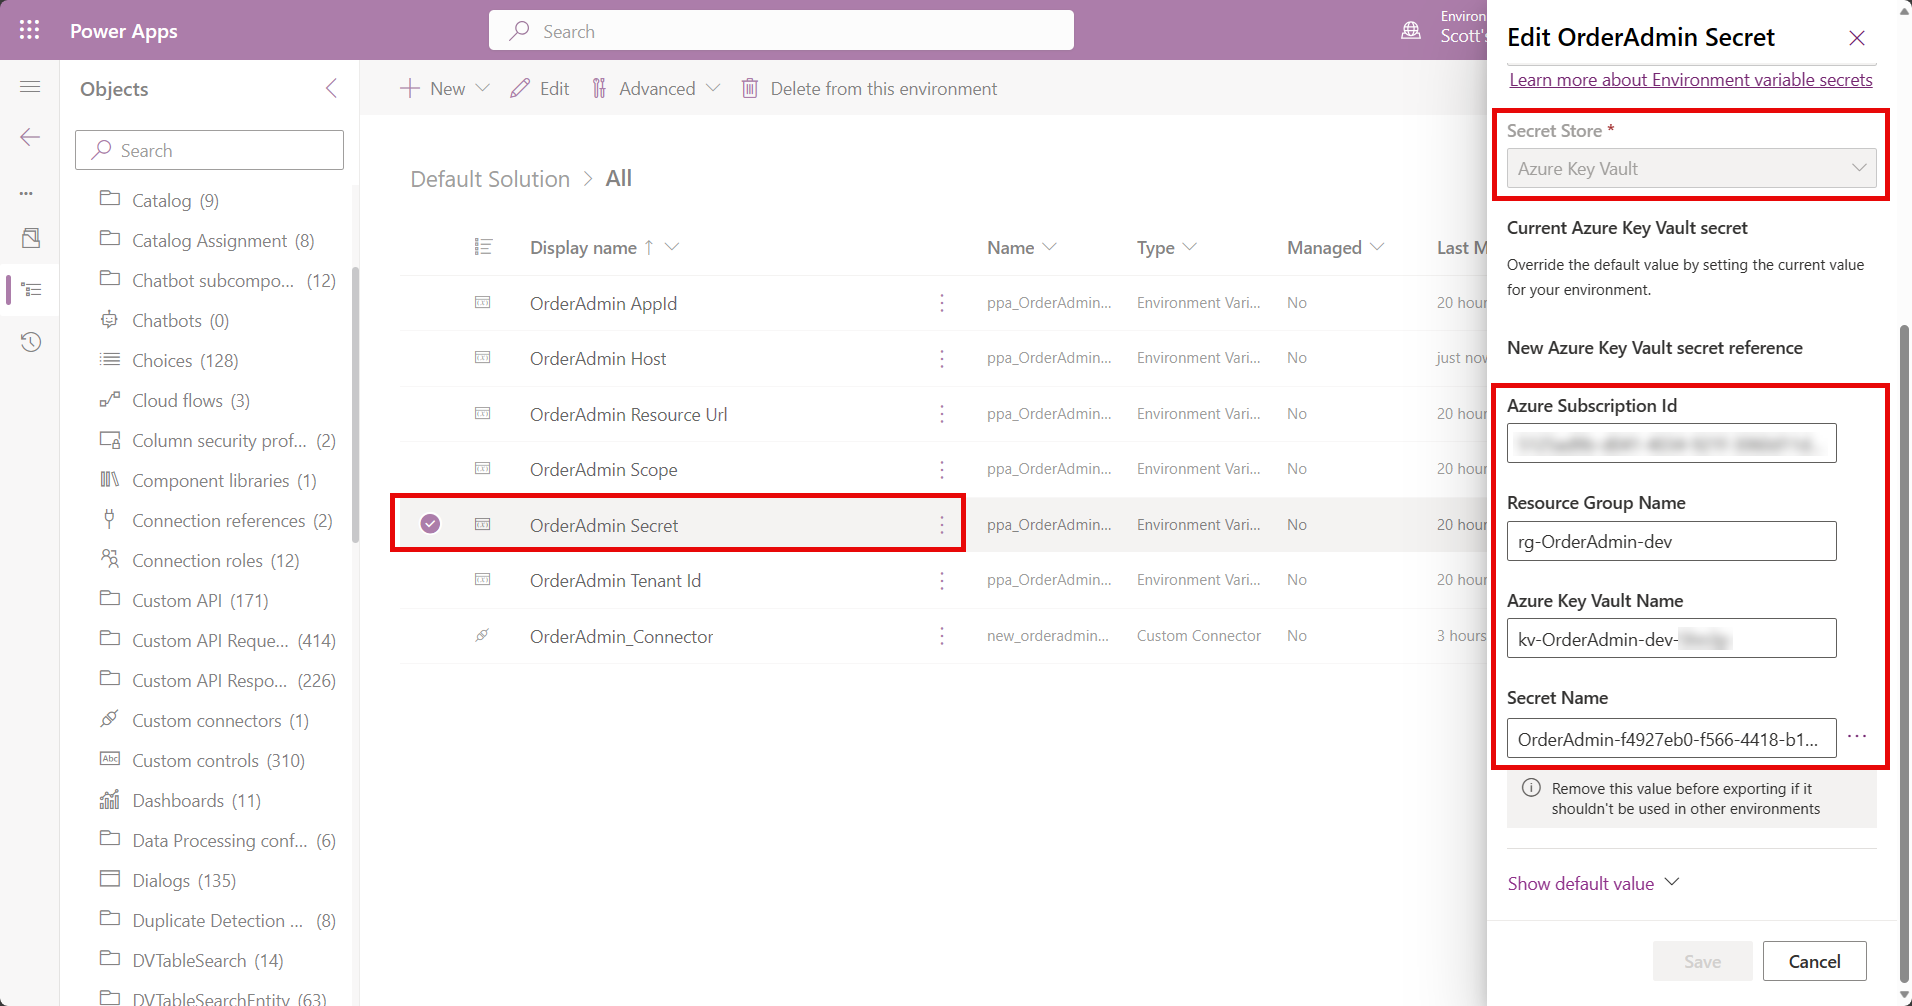 Power Apps
Search
Environ
Scott's
Objects
Search
Catalog (9)
Catalog Assignment (8)
Chatbot subcompo... (12)
Chatbots (0)
Choices (128)
Cloud flows (3)
Column security prof... (2)
Component libraries (1)
Connection references (2)
Connection roles (12)
Custom API (171)
Custom API Reque... (414)
Custom API Respo... (226)
Custom connectors (1)
Abc
Custom controls (310)
Dashboards (11)
Data Processing conf... (6)
Dialogs (135)
Duplicate Detection ... (8)
DVTableSearch (14)
DVTableSearchEntity (63)
New Edit Advanced Delete from this environment
Default Solution > All
Display name ↑ Name Type Managed Last M
OrderAdmin AppId ppa_OrderAdmin... Environment Vari... No 20 hour
OrderAdmin Host ppa_OrderAdmin... Environment Vari... No just now
OrderAdmin Resource Url ppa_OrderAdmin... Environment Vari... No 20 hour
OrderAdmin Scope ppa_OrderAdmin... Environment Vari... No 20 hour
OrderAdmin Secret ppa_OrderAdmin... Environment Vari... No 20 hour
OrderAdmin Tenant Id ppa_OrderAdmin... Environment Vari... No 20 hour
OrderAdmin_Connector new_orderadmin... Custom Connector No 3 hours
Edit OrderAdmin Secret
Learn more about Environment variable secrets
Secret Store *
Azure Key Vault
Current Azure Key Vault secret
Override the default value by setting the current value
for your environment.
New Azure Key Vault secret reference
Azure Subscription Id
Resource Group Name
rg-OrderAdmin-dev
Azure Key Vault Name
kv-OrderAdmin-dev-
Secret Name
OrderAdmin-f4927eb0-f566-4418-b1...
Remove this value before exporting if it
shouldn't be used in other environments
Show default value
Save Cancel